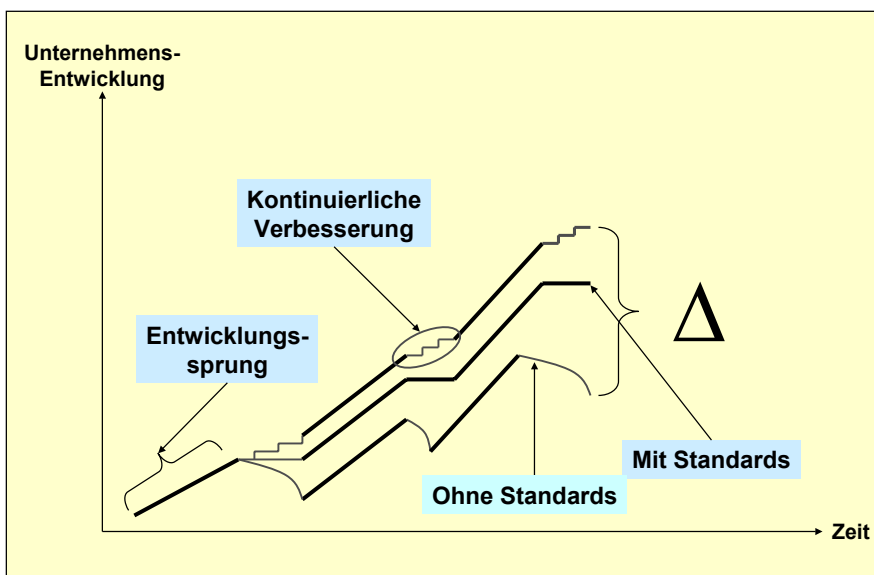 Unternehmens-
Entwicklung
Kontinuierliche
Verbesserung
Entwicklungs-
sprung
Δ
Mit Standards
Ohne Standards
Zeit